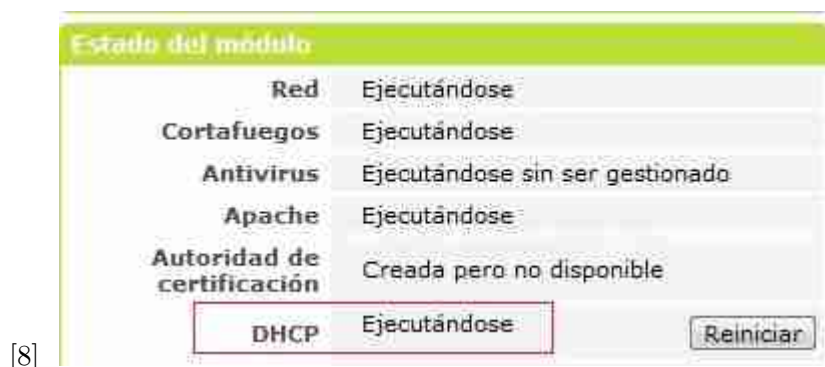 Estado del módulo
Red Ejecutándose
Cortafuegos Ejecutándose
Antivirus Ejecutándose sin ser gestionado
Apache Ejecutándose
Autoridad de
certificación Creada pero no disponible
DHCP Ejecutándose Reiniciar
[8]